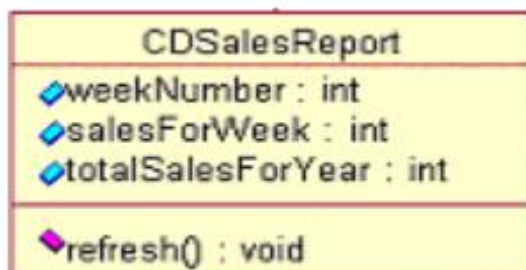 CDSalesReport
weekNumber : int
salesForWeek : int
totalSalesForYear : int
refresh() : void